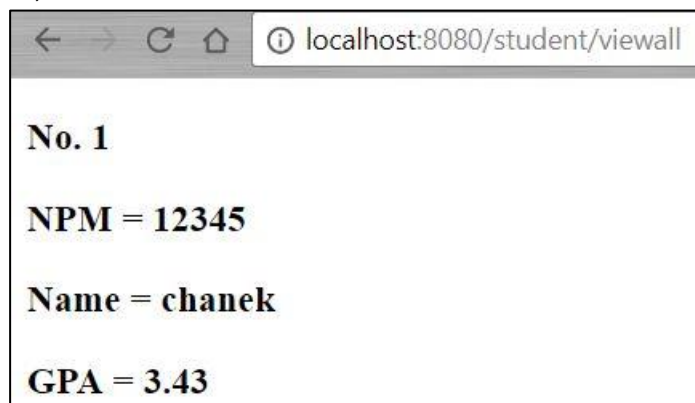 localhost:8080/student/viewall
No. 1
NPM = 12345
Name = chanek
GPA = 3.43